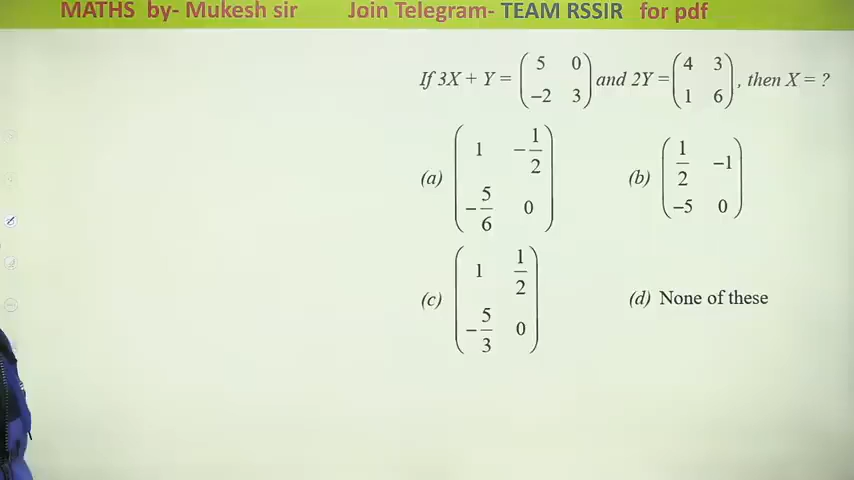 MATHS by- Mukesh sir Join Telegram- TEAM RSSIR for pdf
If 3X + Y = (5 0 −2 3) and 2Y = (4 3 1 6), then X = ?
(a) (1 −1/2 −5/6 0) (b) (1/2 −1 −5 0)
(c) (1 1/2 −5/3 0) (d) None of these